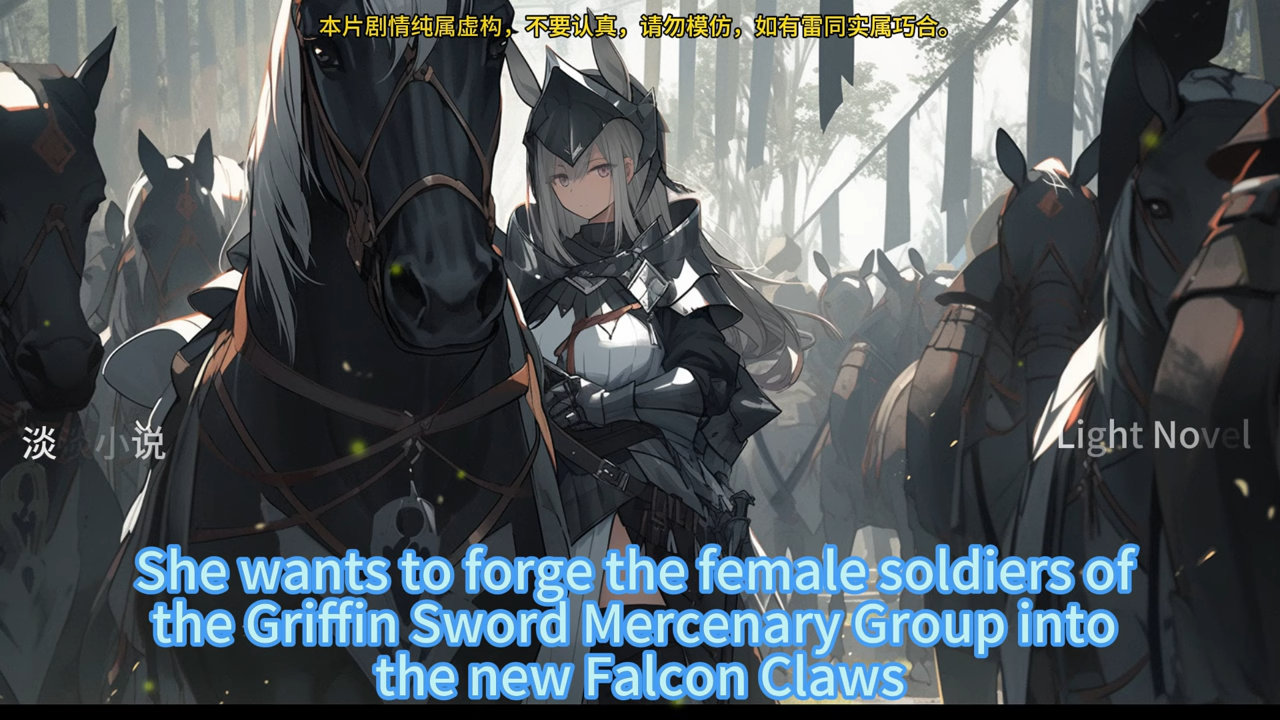 本片剧情纯属虚构，不要认真，请勿模仿，如有雷同实属巧合。
淡淡小说
Light Novel
She wants to forge the female soldiers of
the Griffin Sword Mercenary Group into
the new Falcon Claws